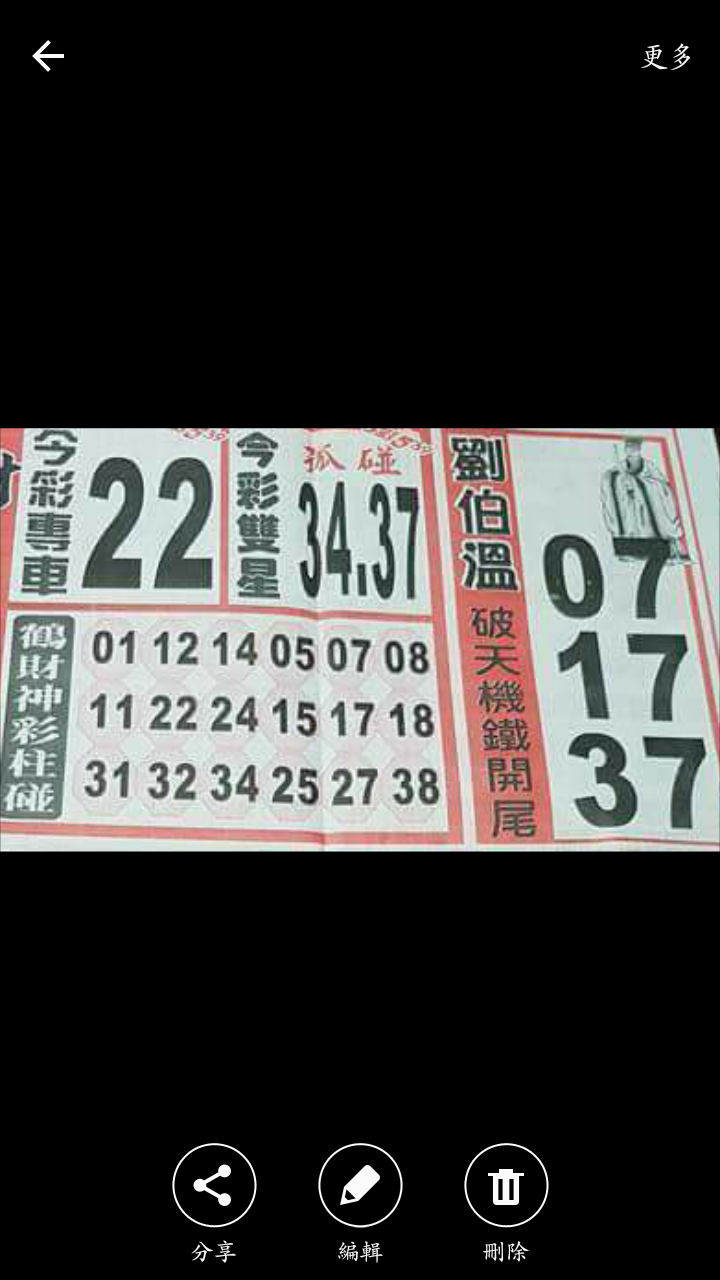 更多
今彩專車
22
今彩雙星
孤碰
34.37
鶴財神彩柱碰
01 12 14 05 07 08
11 22 24 15 17 18
31 32 34 25 27 38
劉伯溫
破天機鐵開尾
07
17
37
分享
編輯
刪除